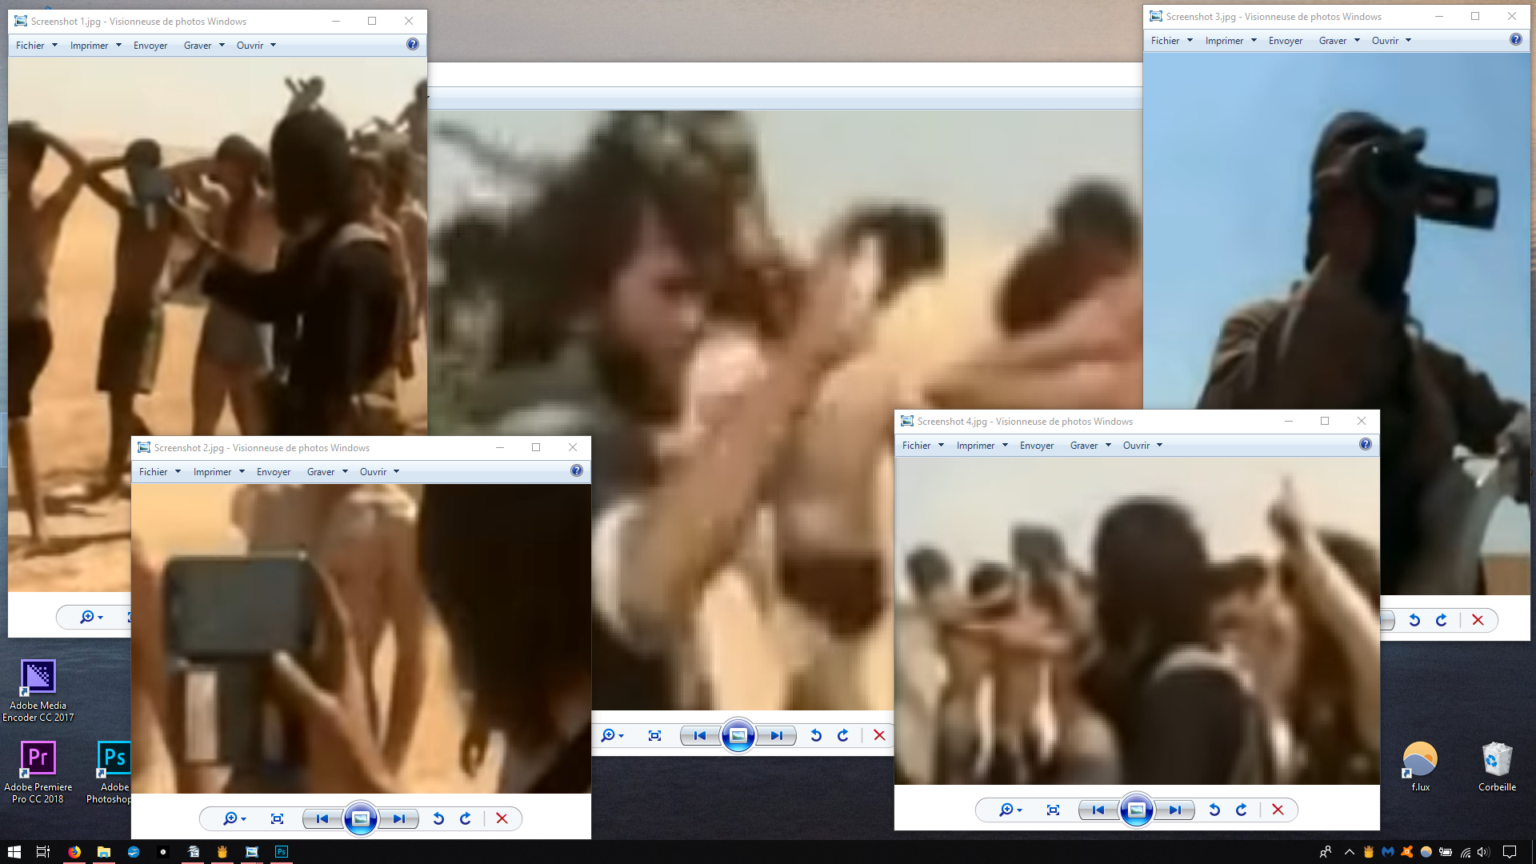 Screenshot 1.jpg - Visionneuse de photos Windows
Fichier Imprimer Envoyer Graver Ouvrir
Screenshot 3.jpg - Visionneuse de photos Windows
Fichier Imprimer Envoyer Graver Ouvrir
Screenshot 2.jpg - Visionneuse de photos Windows
Fichier Imprimer Envoyer Graver Ouvrir
Screenshot 4.jpg - Visionneuse de photos Windows
Fichier Imprimer Envoyer Graver Ouvrir
Adobe Media
Encoder CC 2017
Pr
Adobe Premiere
Pro CC 2018
Ps
Adobe
Photoshop
f.lux
Corbeille
Ps